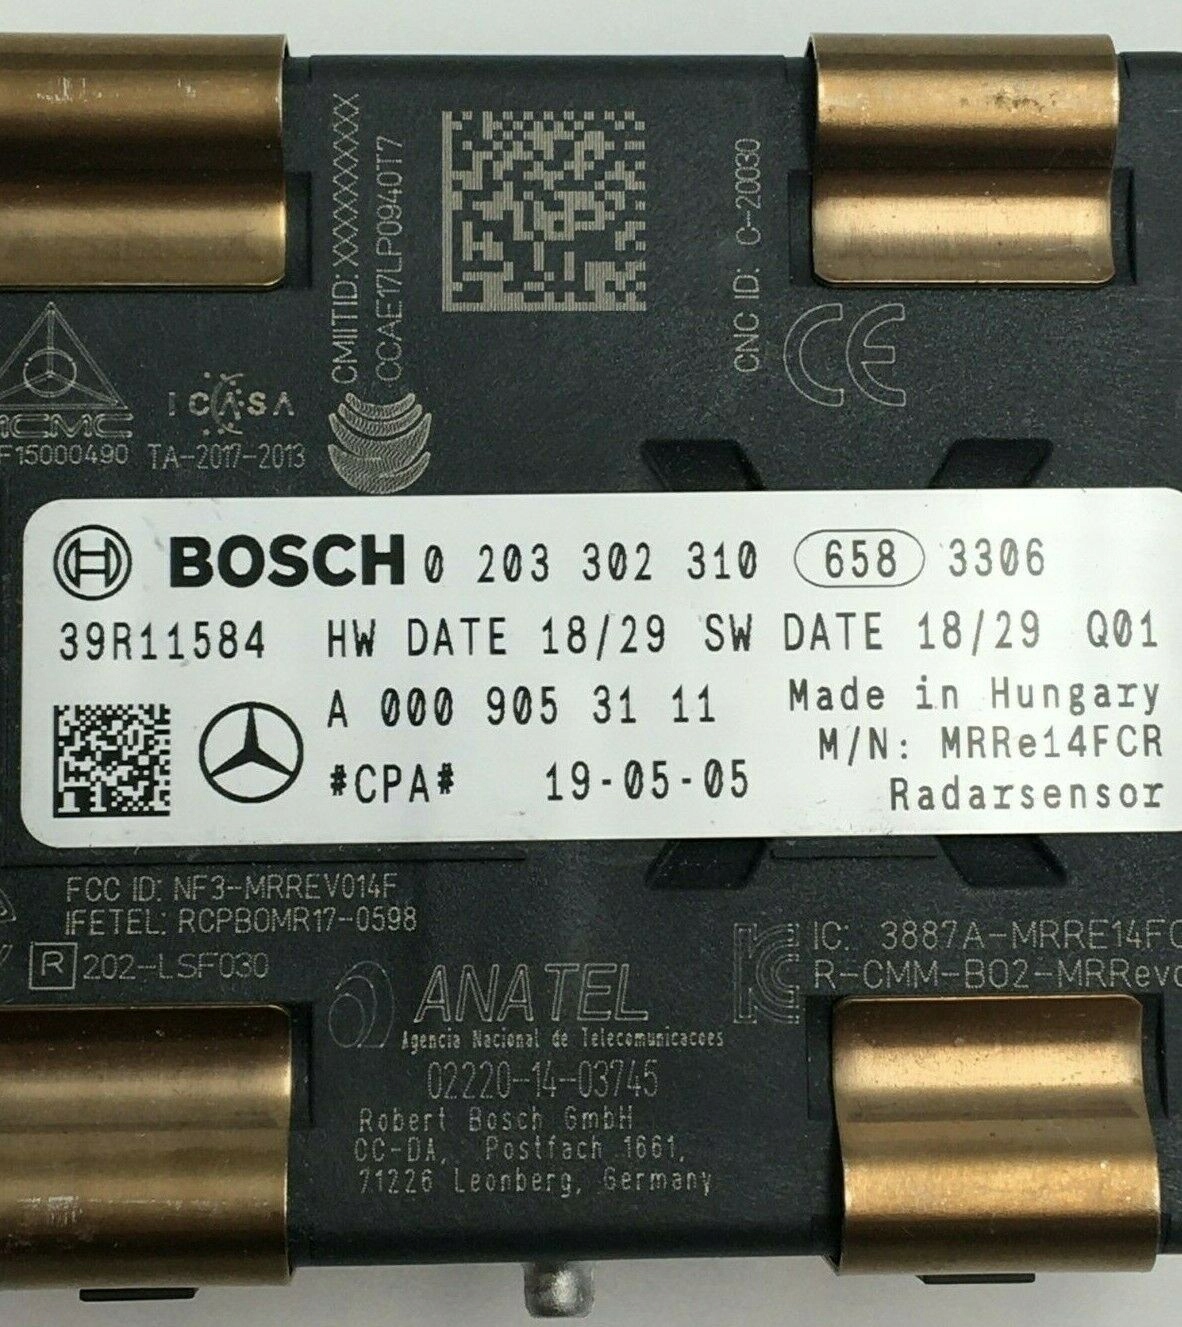 CMIITID:XXXXXXXXXX
CCAE17LP0940T7
CNC ID: C-20030
CE
MCMC
F15000490
ICASA
TA-2017-2013
BOSCH 0 203 302 310 658 3306
39R11584 HW DATE 18/29 SW DATE 18/29 Q01
A 000 905 31 11 Made in Hungary
M/N: MRRe14FCR
#CPA# 19-05-05
Radarsensor
FCC ID: NF3-MRREV014F
IFETEL: RCPBOMR17-0598
R 202-LSF030
IC: 3887A-MRRE14FC
R-CMM-BO2-MRRevo
ANATEL
Agencia Nacional de Telecomunicacoes
02220-14-03745
Robert Bosch GmbH
CC-DA, Postfach 1661,
71226 Leonberg, Germany